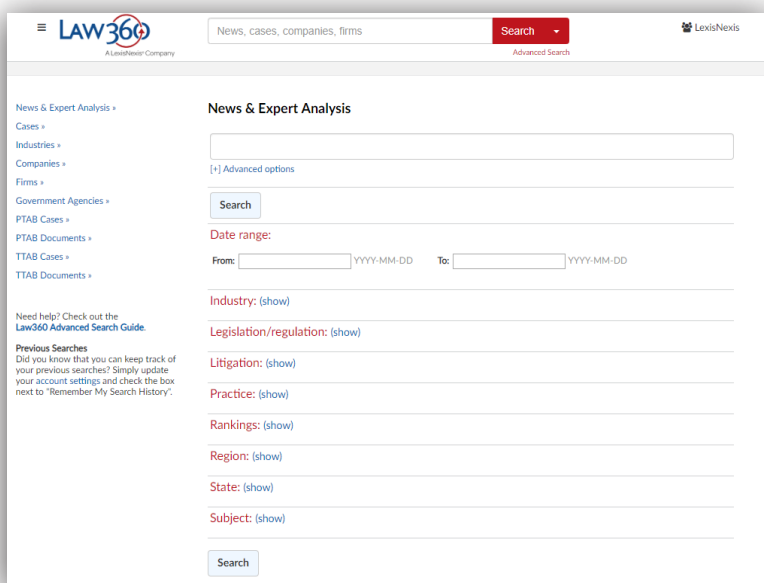 LAW360
A LexisNexis® Company
News, cases, companies, firms
Search
Advanced Search
LexisNexis
News & Expert Analysis »
Cases »
Industries »
Companies »
Firms »
Government Agencies »
PTAB Cases »
PTAB Documents »
TTAB Cases »
TTAB Documents »
Need help? Check out the
Law360 Advanced Search Guide.
Previous Searches
Did you know that you can keep track of
your previous searches? Simply update
your account settings and check the box
next to "Remember My Search History".
News & Expert Analysis
[+] Advanced options
Search
Date range:
From: YYYY-MM-DD To: YYYY-MM-DD
Industry: (show)
Legislation/regulation: (show)
Litigation: (show)
Practice: (show)
Rankings: (show)
Region: (show)
State: (show)
Subject: (show)
Search